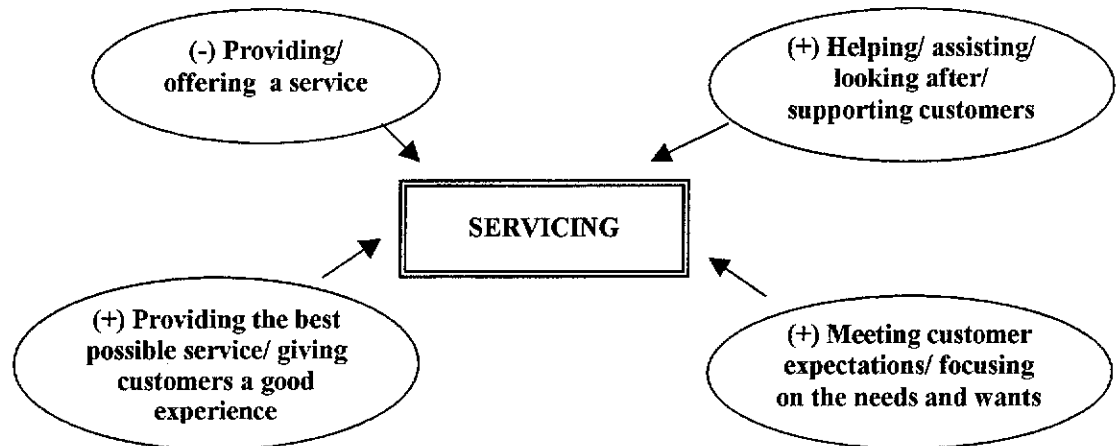 (-) Providing/
offering a service
(+) Helping/ assisting/
looking after/
supporting customers
SERVICING
(+) Providing the best
possible service/ giving
customers a good
experience
(+) Meeting customer
expectations/ focusing
on the needs and wants